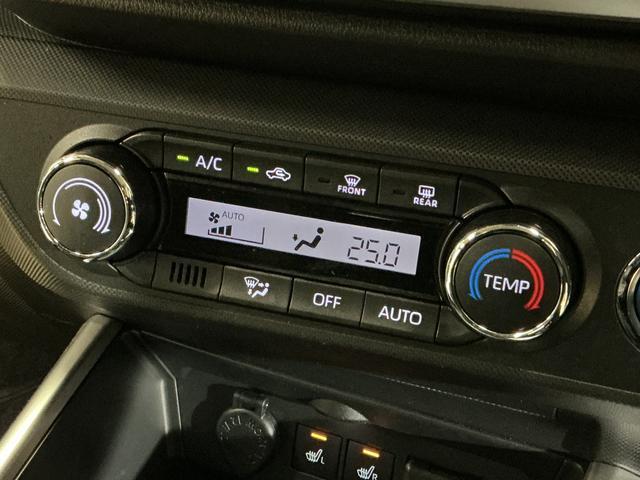 A/C
FRONT
REAR
AUTO
25.0
TEMP
OFF
AUTO
L
R